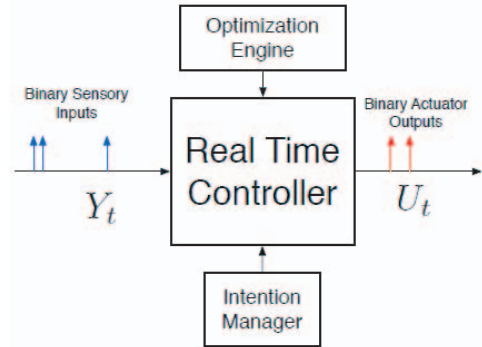 Optimization
Engine
Binary Sensory
Inputs
Binary Actuator
Outputs
Real Time
Controller
Y_t
U_t
Intention
Manager